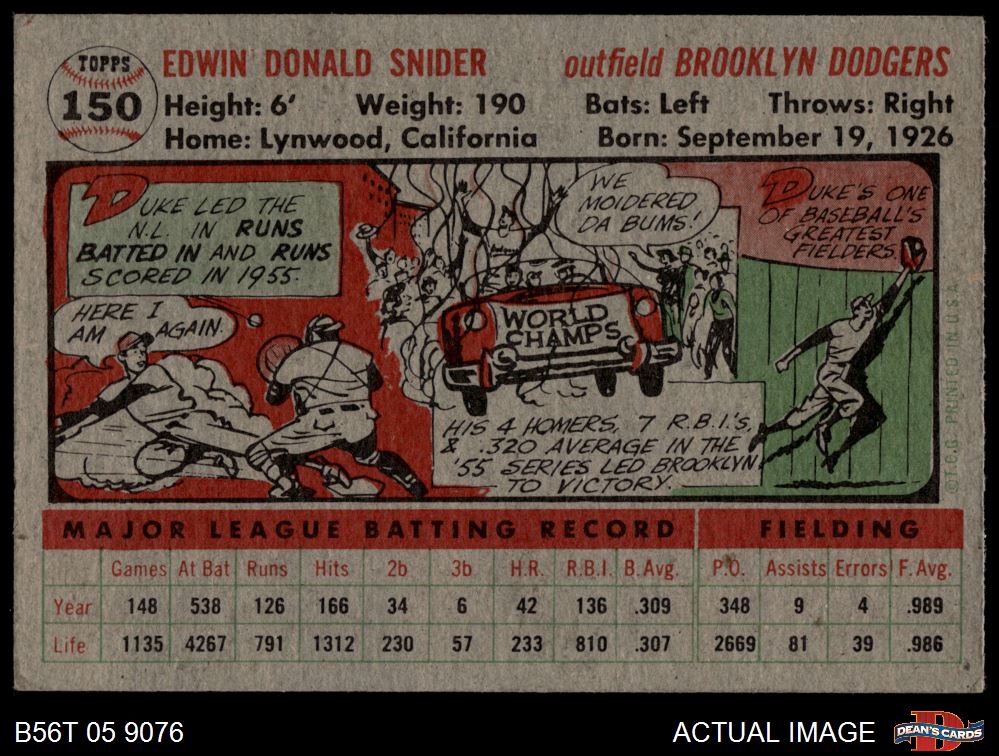 TOPPS
150
EDWIN DONALD SNIDER
outfield BROOKLYN DODGERS
Height: 6' Weight: 190 Bats: Left Throws: Right
Home: Lynwood, California Born: September 19, 1926
DUKE LED THE
N.L. IN RUNS
BATTED IN AND RUNS
SCORED IN 1955.
HERE I
AM AGAIN.
WE
MOIDERED
DA BUMS!
WORLD
CHAMPS
HIS 4 HOMERS, 7 R.B.I.'S,
& .320 AVERAGE IN THE
'55 SERIES LED BROOKLYN
TO VICTORY.
DUKE'S ONE
OF BASEBALL'S
GREATEST
FIELDERS.
© T.C.G. PRINTED IN U.S.A.
MAJOR LEAGUE BATTING RECORD FIELDING
Games At Bat Runs Hits 2b 3b H.R. R.B.I. B. Avg. P.O. Assists Errors F. Avg.
Year 148 538 126 166 34 6 42 136 .309 348 9 4 .989
Life 1135 4267 791 1312 230 57 233 810 .307 2669 81 39 .986
B56T 05 9076 ACTUAL IMAGE
DEAN'S CARDS